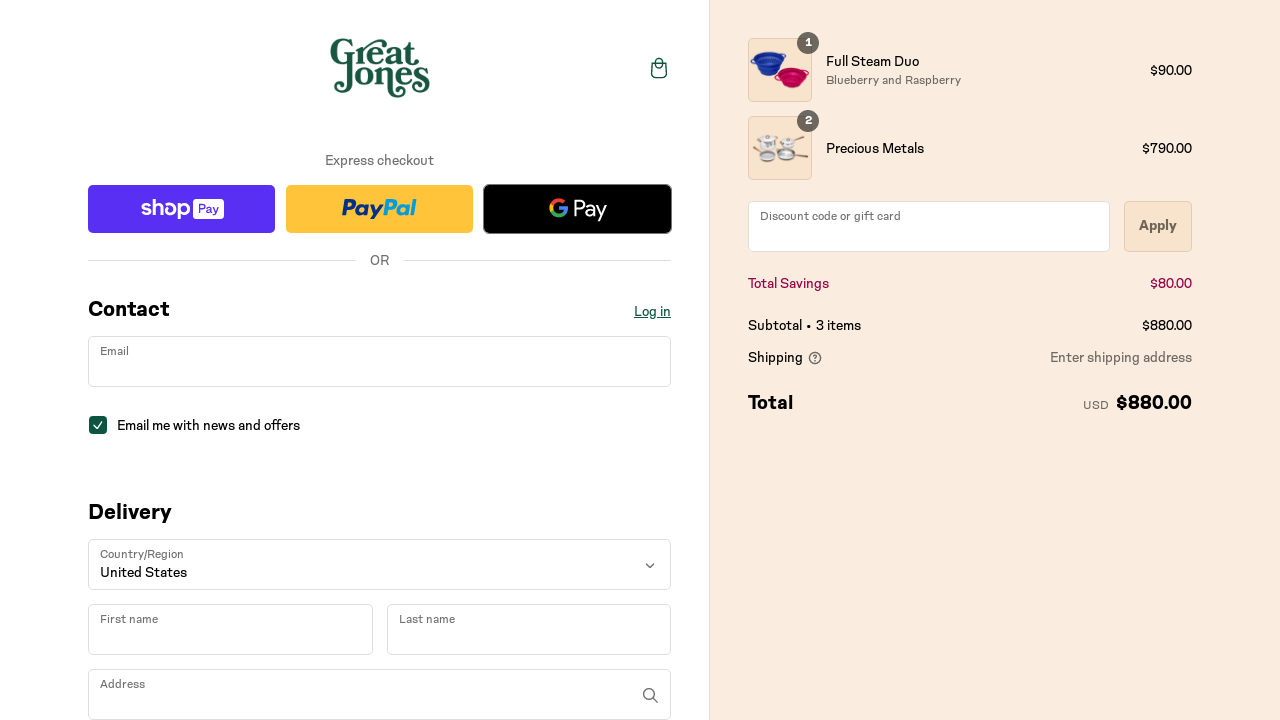 Great
Jones
Express checkout
shop Pay
PayPal
G Pay
OR
Contact
Log in
Email
Email me with news and offers
Delivery
Country/Region
United States
First name
Last name
Address
1
Full Steam Duo
Blueberry and Raspberry
$90.00
2
Precious Metals
$790.00
Discount code or gift card
Apply
Total Savings
$80.00
Subtotal • 3 items
$880.00
Shipping
Enter shipping address
Total
USD $880.00